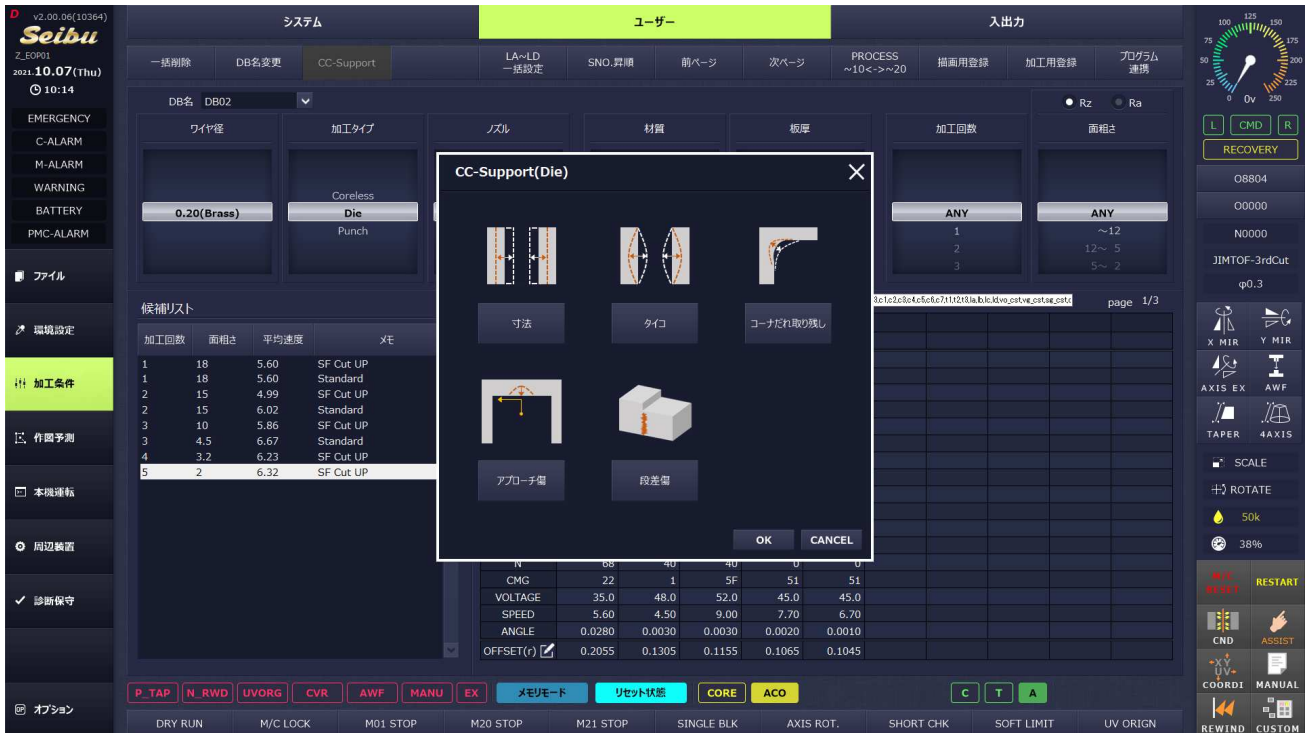 D v2.00.06(10364)
Seibu
Z_EOP01
2021.10.07(Thu)
10:14
EMERGENCY
C-ALARM
M-ALARM
WARNING
BATTERY
PMC-ALARM
ファイル
環境設定
加工条件
作図予測
本機運転
周辺装置
診断保守
オプション
システム
ユーザー
入出力
一括削除
DB名変更
CC-Support
LA~LD
一括設定
SNO.昇順
前ページ
次ページ
PROCESS
~10<->~20
描画用登録
加工用登録
プログラム
連携
DB名 DB02
Rz
Ra
ワイヤ径
加工タイプ
ノズル
材質
板厚
加工回数
面粗さ
0.20(Brass)
Coreless
Die
Punch
ANY
1
2
3
ANY
~12
12~ 5
5~ 2
候補リスト
page 1/3
加工回数 面粗さ 平均速度 メモ
1 18 5.60 SF Cut UP
1 18 5.60 Standard
2 15 4.99 SF Cut UP
2 15 6.02 Standard
3 10 5.86 SF Cut UP
3 4.5 6.67 Standard
4 3.2 6.23 SF Cut UP
5 2 6.32 SF Cut UP
CC-Support(Die)
寸法
タイコ
コーナだれ取り残し
アプローチ傷
段差傷
OK
CANCEL
N 68 40 40 0 0
CMG 22 1 5F 51 51
VOLTAGE 35.0 48.0 52.0 45.0 45.0
SPEED 5.60 4.50 9.00 7.70 6.70
ANGLE 0.0280 0.0030 0.0030 0.0020 0.0010
OFFSET(r) 0.2055 0.1305 0.1155 0.1065 0.1045
P_TAP
N_RWD
UVORG
CVR
AWF
MANU
EX
メモリモード
リセット状態
CORE
ACO
C
T
A
DRY RUN
M/C LOCK
M01 STOP
M20 STOP
M21 STOP
SINGLE BLK
AXIS ROT.
SHORT CHK
SOFT LIMIT
UV ORIGN
0 25 50 75 100 125 150 175 200 225 250
0v
L
CMD
R
RECOVERY
O8804
O0000
N0000
JIMTOF-3rdCut
φ0.3
X MIR
Y MIR
AXIS EX
AWF
TAPER
4AXIS
SCALE
ROTATE
50k
38%
RESTART
CND
ASSIST
COORDI
MANUAL
REWIND
CUSTOM